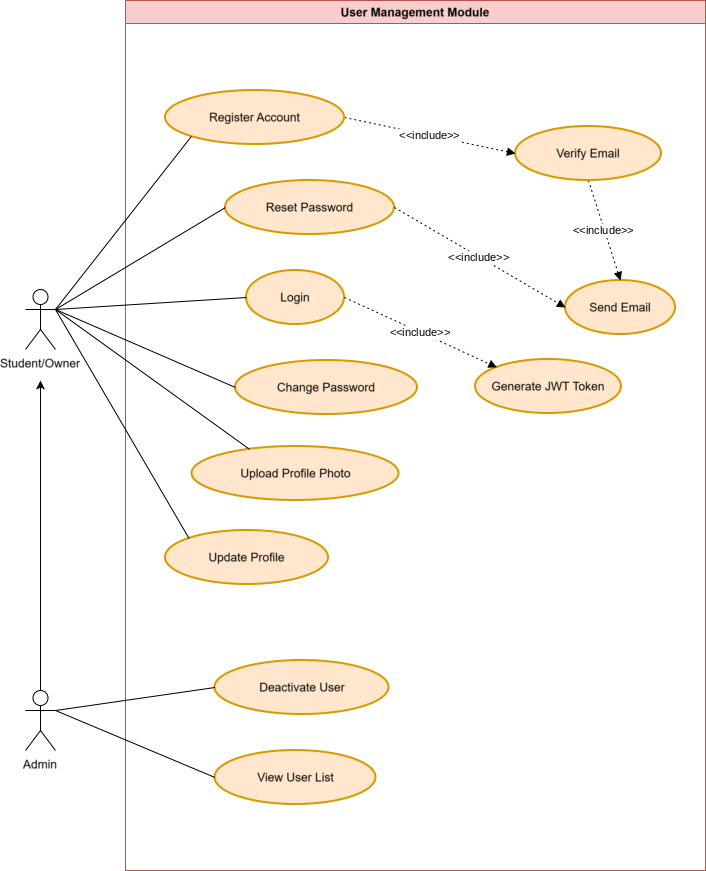 User Management Module
Register Account
<<include>>
Verify Email
Reset Password
<<include>>
<<include>>
Login
Send Email
<<include>>
Student/Owner
Change Password
Generate JWT Token
Upload Profile Photo
Update Profile
Deactivate User
Admin
View User List